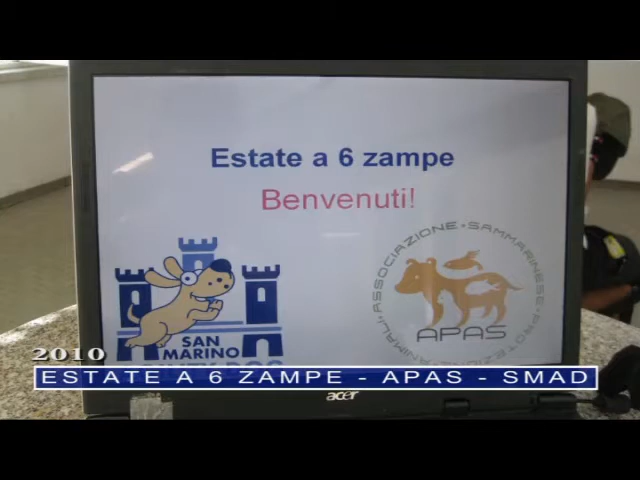 Estate a 6 zampe
Benvenuti!
SAN
MARINO
ASSOCIAZIONE • SAMMARINESE • PROTEZIONE • ANIMALI •
APAS
2010
ESTATE A 6 ZAMPE - APAS - SMAD
acer